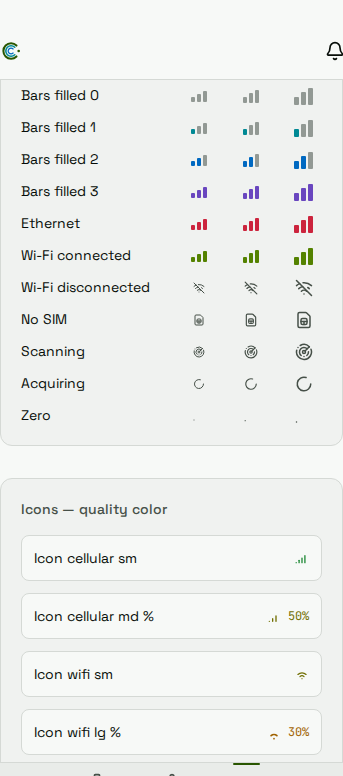 Bars filled 0
Bars filled 1
Bars filled 2
Bars filled 3
Ethernet
Wi-Fi connected
Wi-Fi disconnected
No SIM
Scanning
Acquiring
Zero
Icons — quality color
Icon cellular sm
Icon cellular md % 50%
Icon wifi sm
Icon wifi lg % 30%